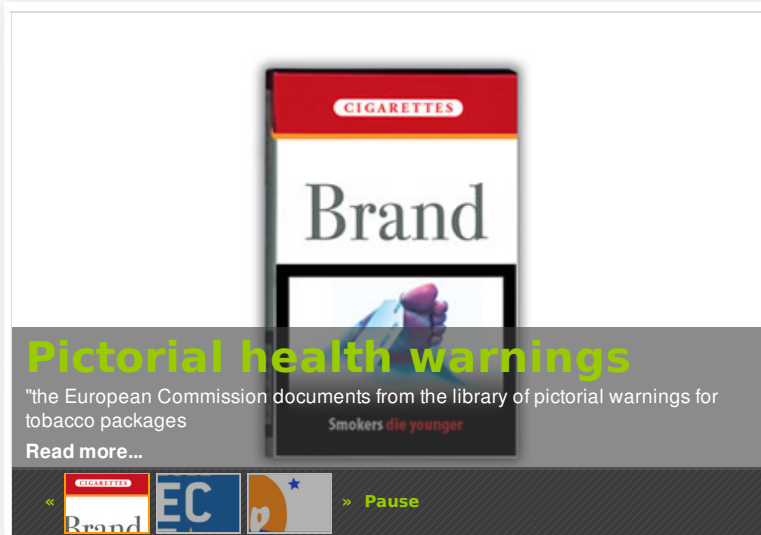 CIGARETTES
Brand
Pictorial health warnings
"the European Commission documents from the library of pictorial warnings for
tobacco packages
Smokers die younger
Read more...
« CIGARETTES Brand EC p » Pause